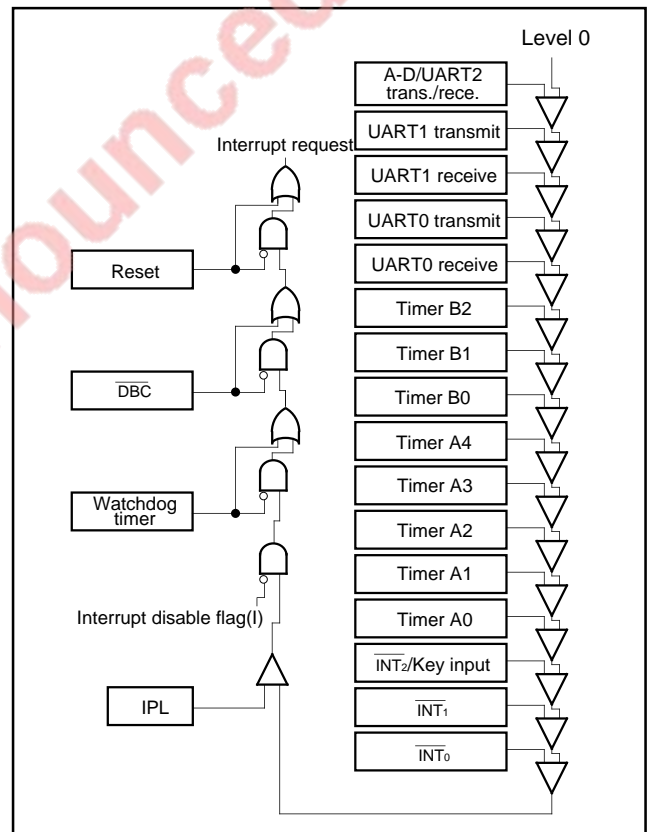 Level 0
A-D/UART2
trans./rece.
UART1 transmit
Interrupt request
UART1 receive
UART0 transmit
Reset
UART0 receive
Timer B2
Timer B1
DBC
Timer B0
Timer A4
Timer A3
Watchdog
timer
Timer A2
Timer A1
Interrupt disable flag(I)
Timer A0
INT2/Key input
IPL
INT1
INT0